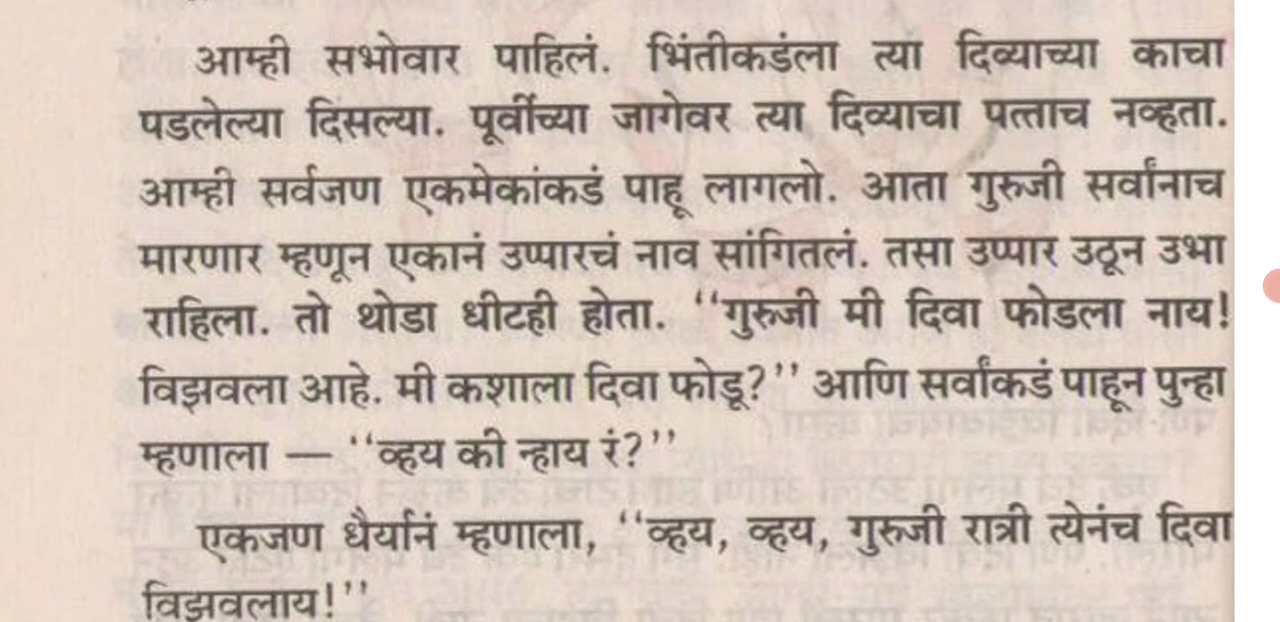 आम्ही सभोवार पाहिलं. भिंतीकडंला त्या दिव्याच्या काचा
पडलेल्या दिसल्या. पूर्वीच्या जागेवर त्या दिव्याचा पत्ताच नव्हता.
आम्ही सर्वजण एकमेकांकडं पाहू लागलो. आता गुरुजी सर्वांनाच
मारणार म्हणून एकानं उप्पारचं नाव सांगितलं. तसा उप्पार उठून उभा
राहिला. तो थोडा धीटही होता. ‘‘गुरुजी मी दिवा फोडला नाय!
विझवला आहे. मी कशाला दिवा फोडू?’’ आणि सर्वांकडं पाहून पुन्हा
म्हणाला — ‘‘व्हय की न्हाय रं?’’
एकजण धैर्यानं म्हणाला, ‘‘व्हय, व्हय, गुरुजी रात्री त्येनंच दिवा
विझवलाय!’’